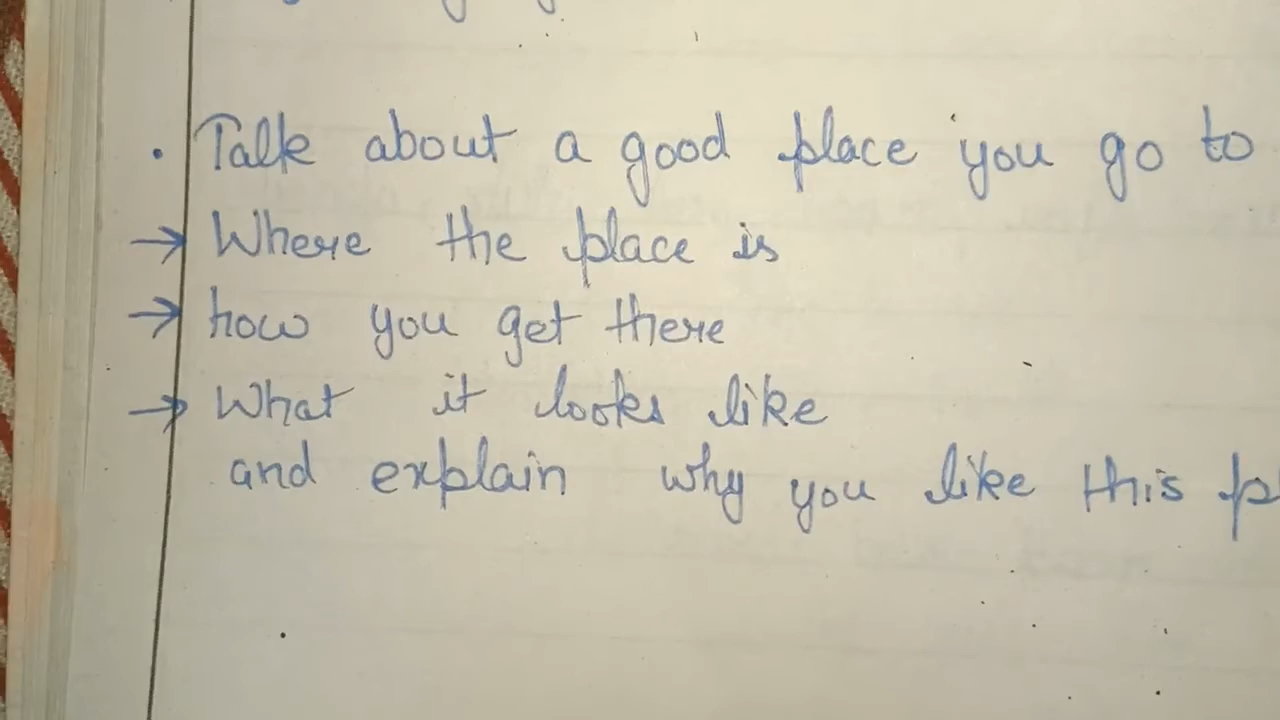 • Talk about a good place you go to
→ Where the place is
→ how you get there
→ What it looks like
and explain why you like this